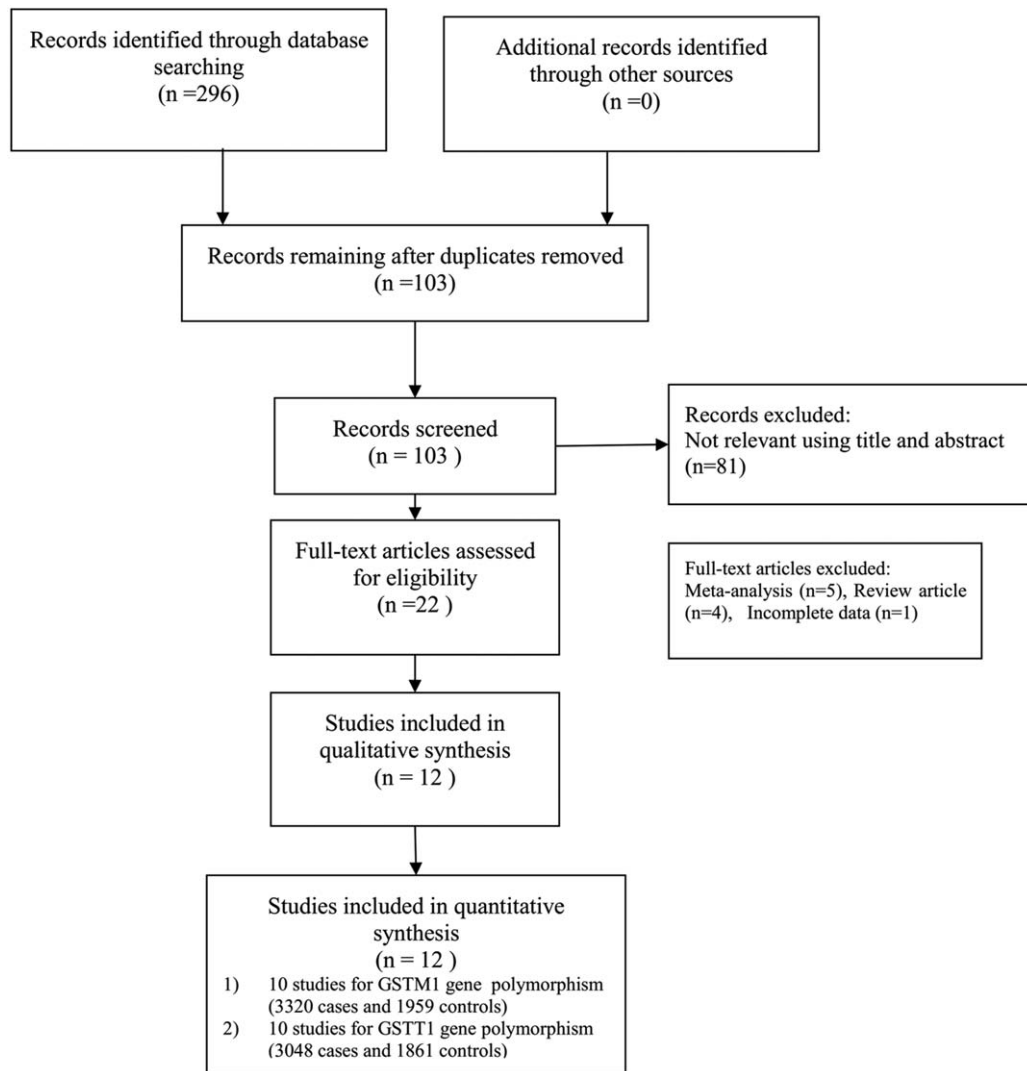 Records identified through database
searching
(n =296)
Additional records identified
through other sources
(n =0)
Records remaining after duplicates removed
(n =103)
Records screened
(n = 103 )
Records excluded:
Not relevant using title and abstract
(n=81)
Full-text articles assessed
for eligibility
(n =22 )
Full-text articles excluded:
Meta-analysis (n=5), Review article
(n=4), Incomplete data (n=1)
Studies included in
qualitative synthesis
(n = 12 )
Studies included in quantitative
synthesis
(n = 12 )
1) 10 studies for GSTM1 gene polymorphism
(3320 cases and 1959 controls)
2) 10 studies for GSTT1 gene polymorphism
(3048 cases and 1861 controls)